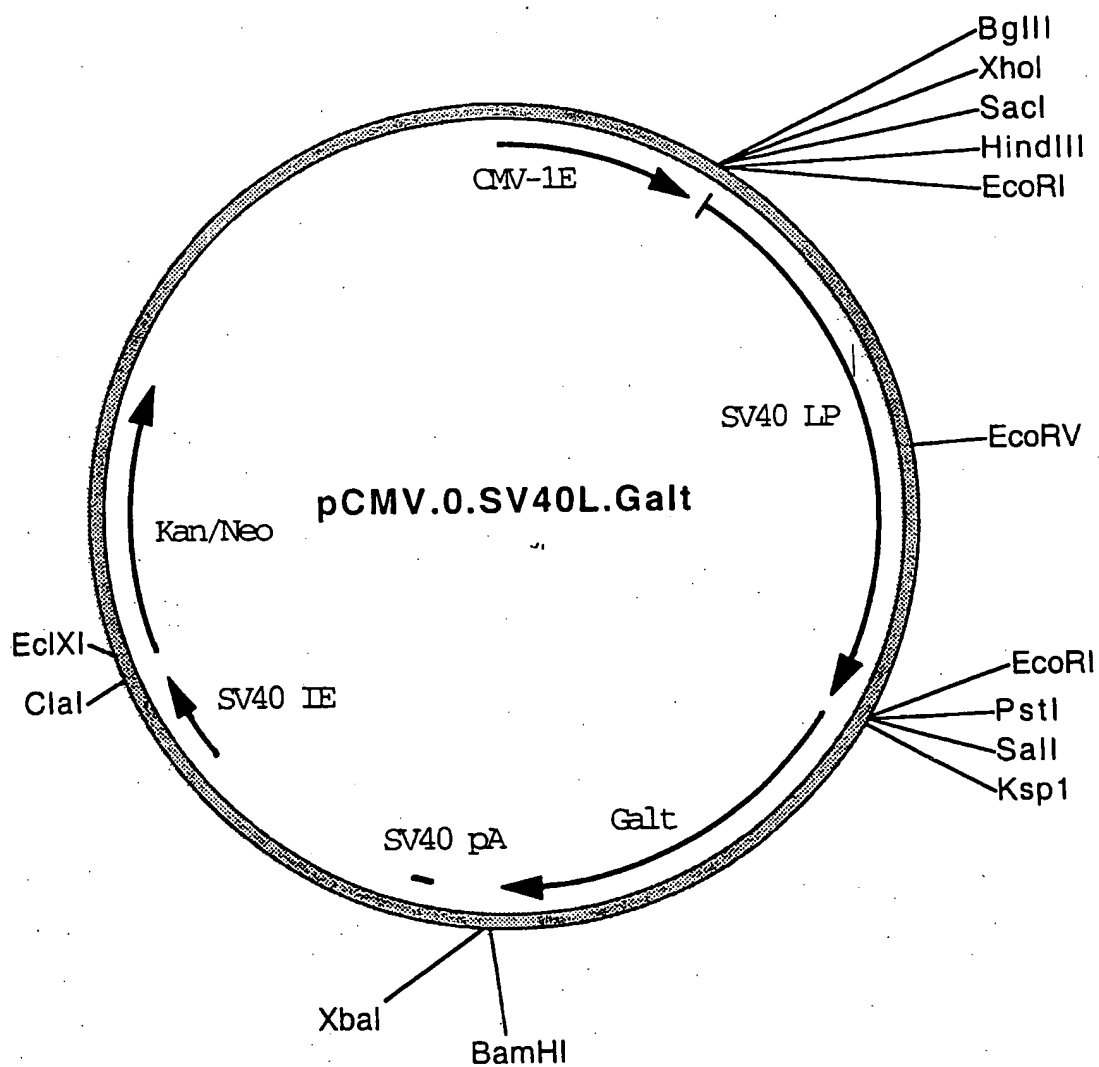 BglII
XhoI
SacI
HindIII
EcoRI
CMV-1E
SV40 LP
EcoRV
pCMV.0.SV40L.Galt
Kan/Neo
EclXI
ClaI
SV40 IE
EcoRI
PstI
SalI
Ksp1
Galt
SV40 pA
XbaI
BamHI